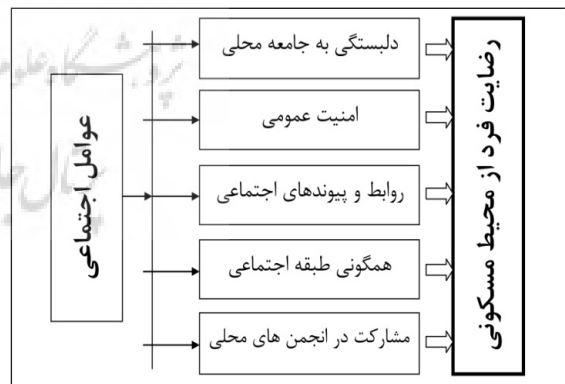 رضایت فرد از محیط مسکونی
دلبستگی به جامعه محلی
امنیت عمومی
روابط و پیوندهای اجتماعی
همگونی طبقه اجتماعی
مشارکت در انجمن های محلی
عوامل اجتماعی